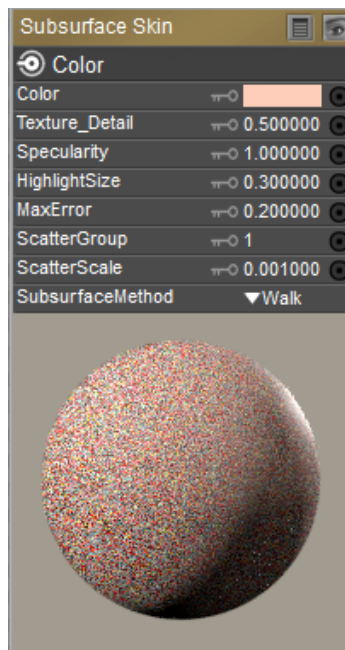 Subsurface Skin
Color
Color
Texture_Detail 0.500000
Specularity 1.000000
HighlightSize 0.300000
MaxError 0.200000
ScatterGroup 1
ScatterScale 0.001000
SubsurfaceMethod ▼Walk